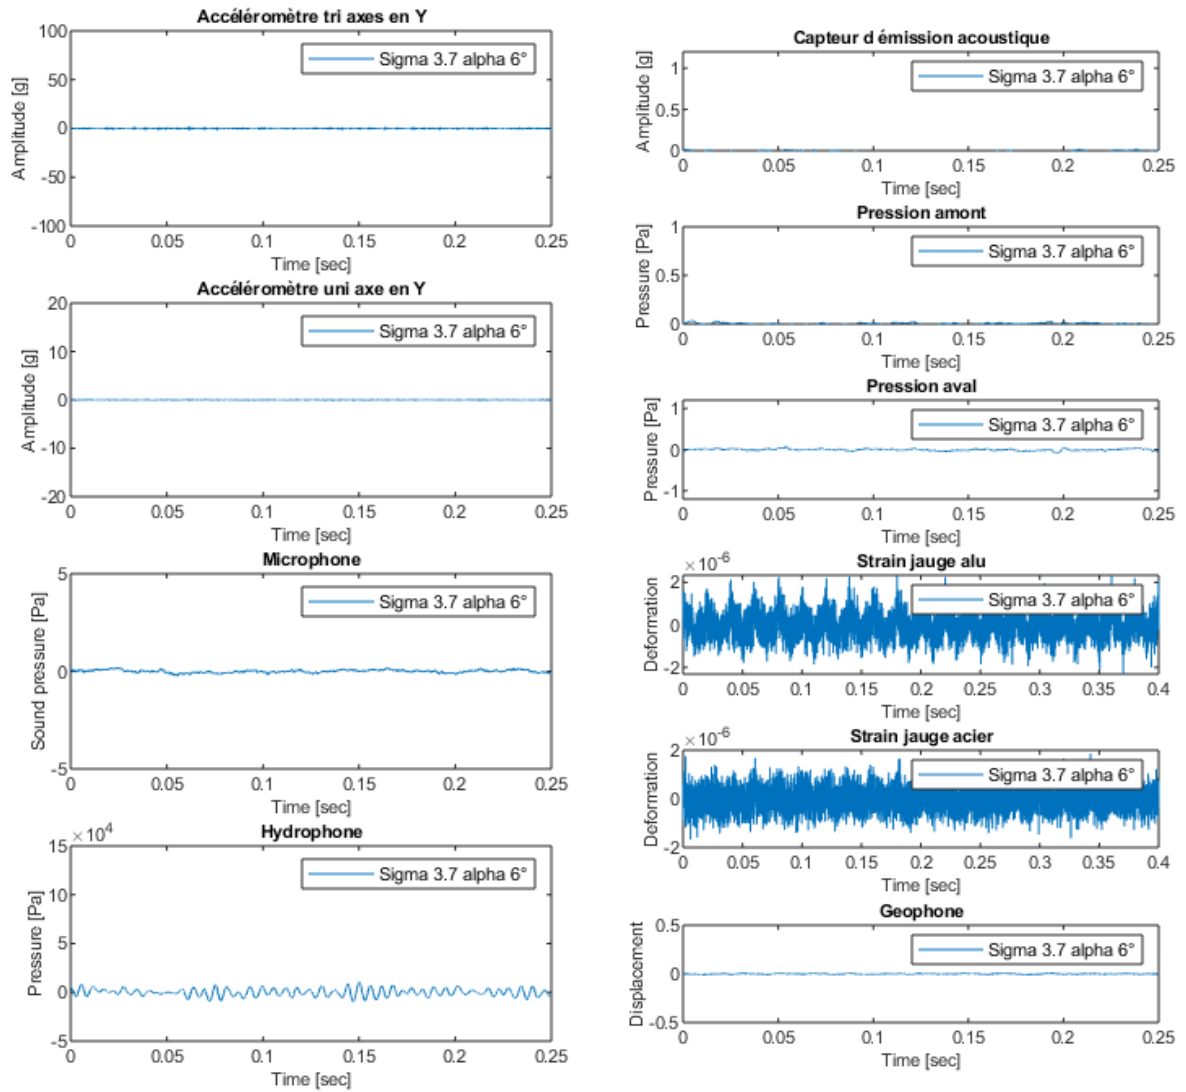 Accéléromètre tri axes en Y
100
50
0
-50
-100
Amplitude [g]
Sigma 3.7 alpha 6°
0 0.05 0.1 0.15 0.2 0.25
Time [sec]
Accéléromètre uni axe en Y
20
10
0
-10
-20
Amplitude [g]
Sigma 3.7 alpha 6°
0 0.05 0.1 0.15 0.2 0.25
Time [sec]
Microphone
5
0
-5
Sound pressure [Pa]
Sigma 3.7 alpha 6°
0 0.05 0.1 0.15 0.2 0.25
Time [sec]
Hydrophone
×10^4
15
10
5
0
-5
Pressure [Pa]
Sigma 3.7 alpha 6°
0 0.05 0.1 0.15 0.2 0.25
Time [sec]
Capteur d émission acoustique
1
0.5
0
Amplitude [g]
Sigma 3.7 alpha 6°
0 0.05 0.1 0.15 0.2 0.25
Time [sec]
Pression amont
1
0.5
0
Pressure [Pa]
Sigma 3.7 alpha 6°
0 0.05 0.1 0.15 0.2 0.25
Time [sec]
Pression aval
1
0
-1
Pressure [Pa]
Sigma 3.7 alpha 6°
0 0.05 0.1 0.15 0.2 0.25
Time [sec]
Strain jauge alu
×10^-6
2
0
-2
Deformation
Sigma 3.7 alpha 6°
0 0.05 0.1 0.15 0.2 0.25 0.3 0.35 0.4
Time [sec]
Strain jauge acier
×10^-6
2
0
-2
Deformation
Sigma 3.7 alpha 6°
0 0.05 0.1 0.15 0.2 0.25 0.3 0.35 0.4
Time [sec]
Geophone
0.5
0
-0.5
Displacement
Sigma 3.7 alpha 6°
0 0.05 0.1 0.15 0.2 0.25
Time [sec]